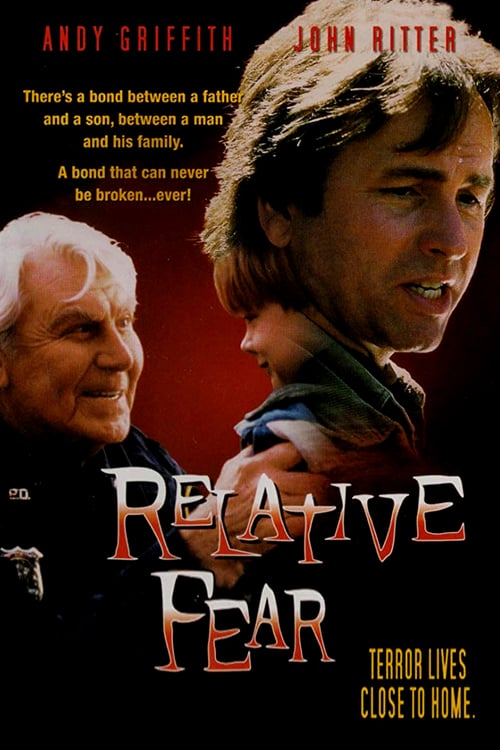 ANDY GRIFFITH JOHN RITTER
There's a bond between a father
and a son, between a man
and his family.
A bond that can never
be broken...ever!
P.D.
RELATIVE
FEAR
TERROR LIVES
CLOSE TO HOME.